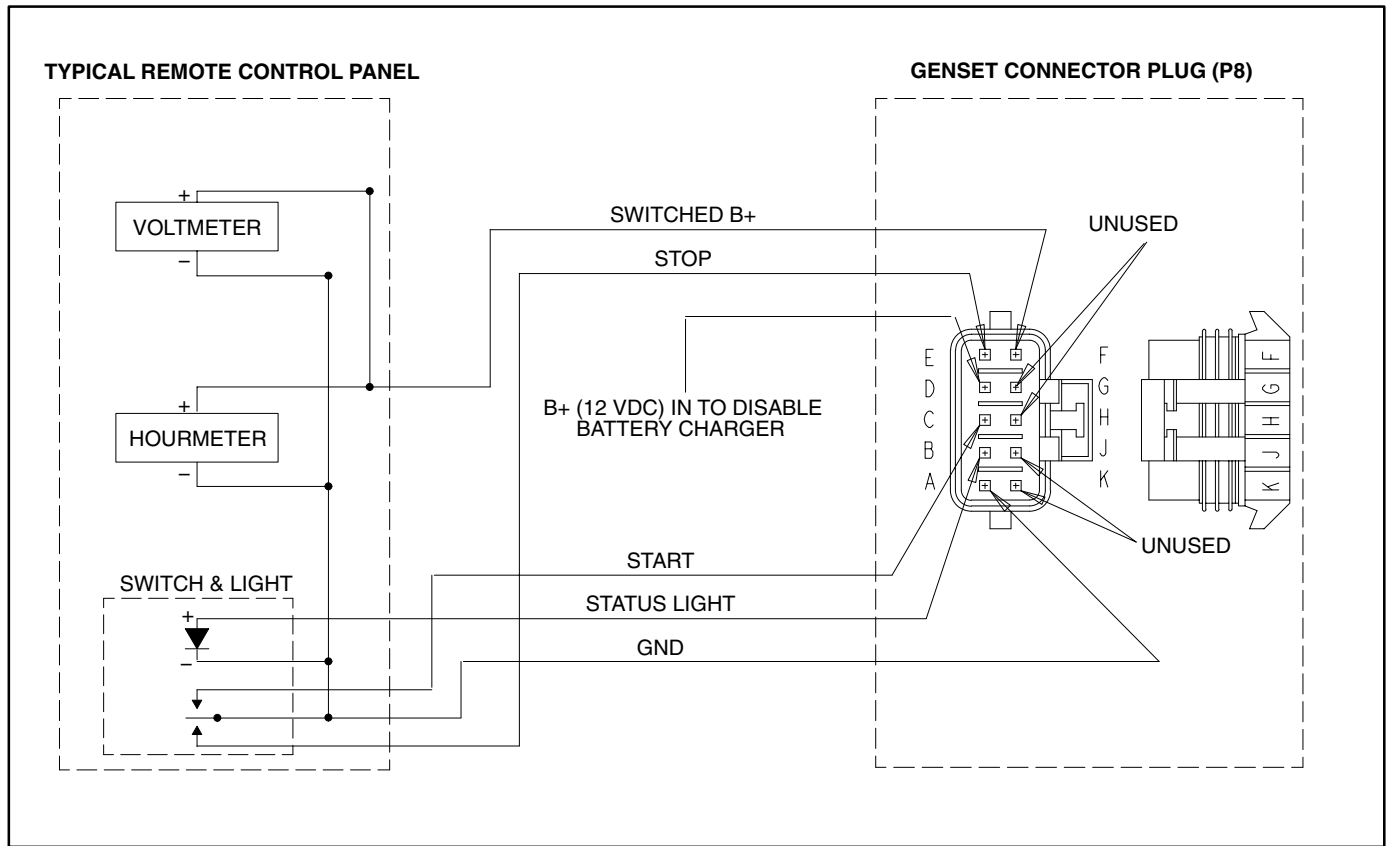 TYPICAL REMOTE CONTROL PANEL
GENSET CONNECTOR PLUG (P8)
+
VOLTMETER
−
SWITCHED B+
UNUSED
STOP
E
F
D
G
C
H
B
J
A
K
F
G
H
J
K
B+ (12 VDC) IN TO DISABLE
BATTERY CHARGER
+
HOURMETER
−
UNUSED
START
SWITCH & LIGHT
STATUS LIGHT
+
−
GND